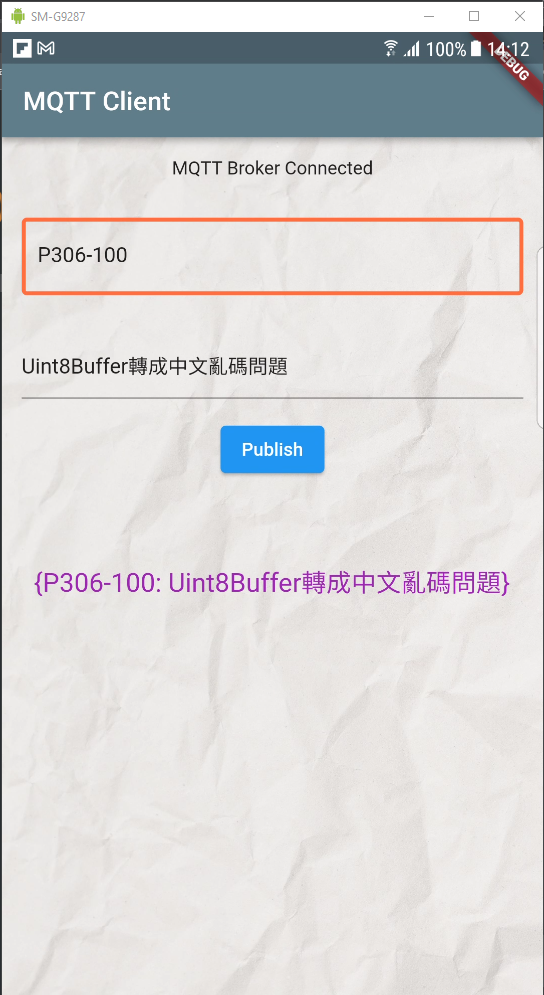 SM-G9287
100% 14:12
DEBUG
MQTT Client
MQTT Broker Connected
P306-100
Uint8Buffer轉成中文亂碼問題
Publish
{P306-100: Uint8Buffer轉成中文亂碼問題}